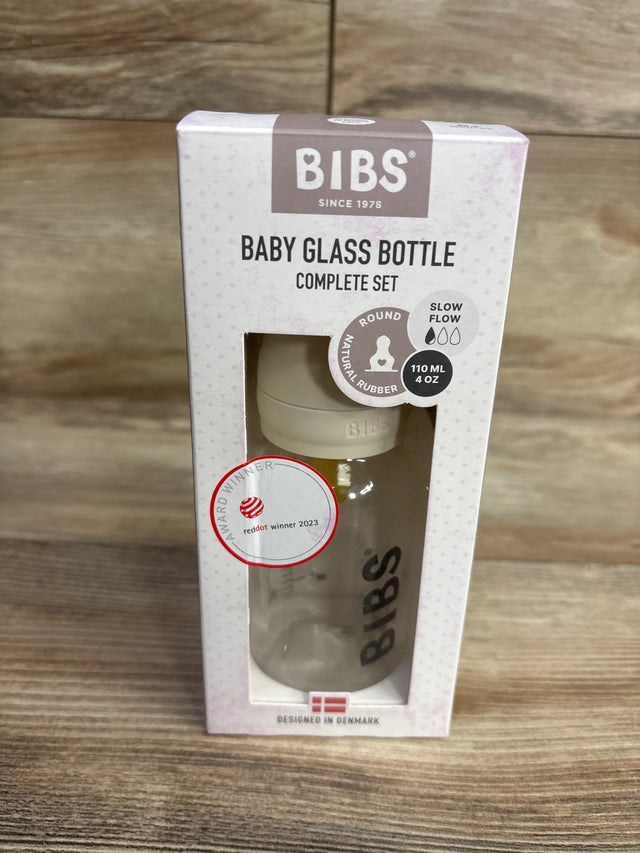 BIBS®
SINCE 1978
BABY GLASS BOTTLE
COMPLETE SET
ROUND
NATURAL RUBBER
SLOW
FLOW
110 ML
4 OZ
BIBS
AWARD WINNER
reddot winner 2023
BIBS®
DESIGNED IN DENMARK